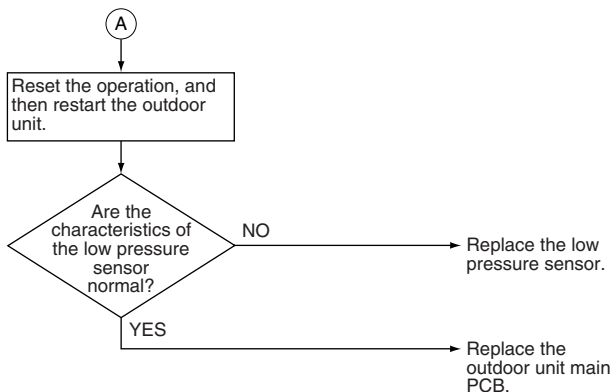 A
Reset the operation, and
then restart the outdoor
unit.
Are the
characteristics of
the low pressure
sensor
normal?
NO
Replace the low
pressure sensor.
YES
Replace the
outdoor unit main
PCB.